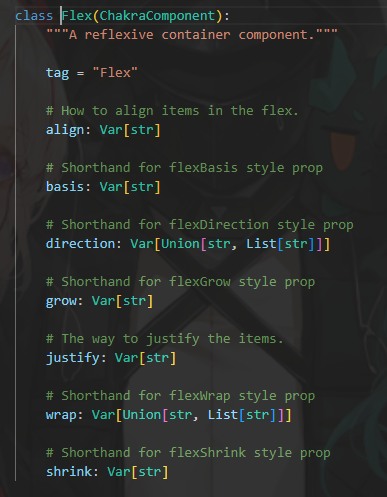 class Flex(ChakraComponent):
"""A reflexive container component."""
tag = "Flex"
# How to align items in the flex.
align: Var[str]
# Shorthand for flexBasis style prop
basis: Var[str]
# Shorthand for flexDirection style prop
direction: Var[Union[str, List[str]]]
# Shorthand for flexGrow style prop
grow: Var[str]
# The way to justify the items.
justify: Var[str]
# Shorthand for flexWrap style prop
wrap: Var[Union[str, List[str]]]
# Shorthand for flexShrink style prop
shrink: Var[str]